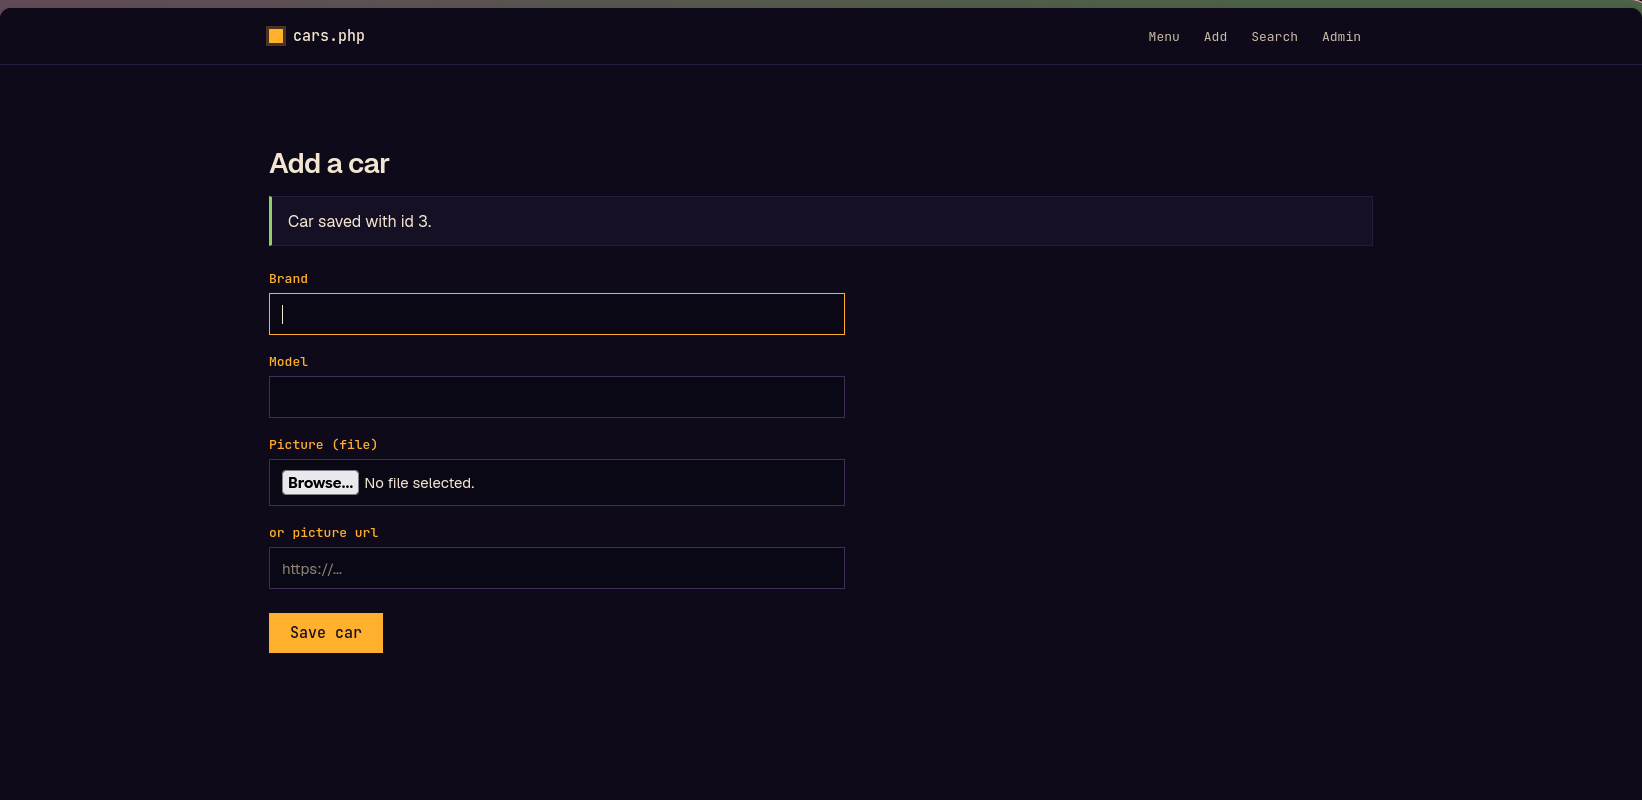 cars.php
Menu Add Search Admin
Add a car
Car saved with id 3.
Brand
Model
Picture (file)
Browse... No file selected.
or picture url
https://...
Save car